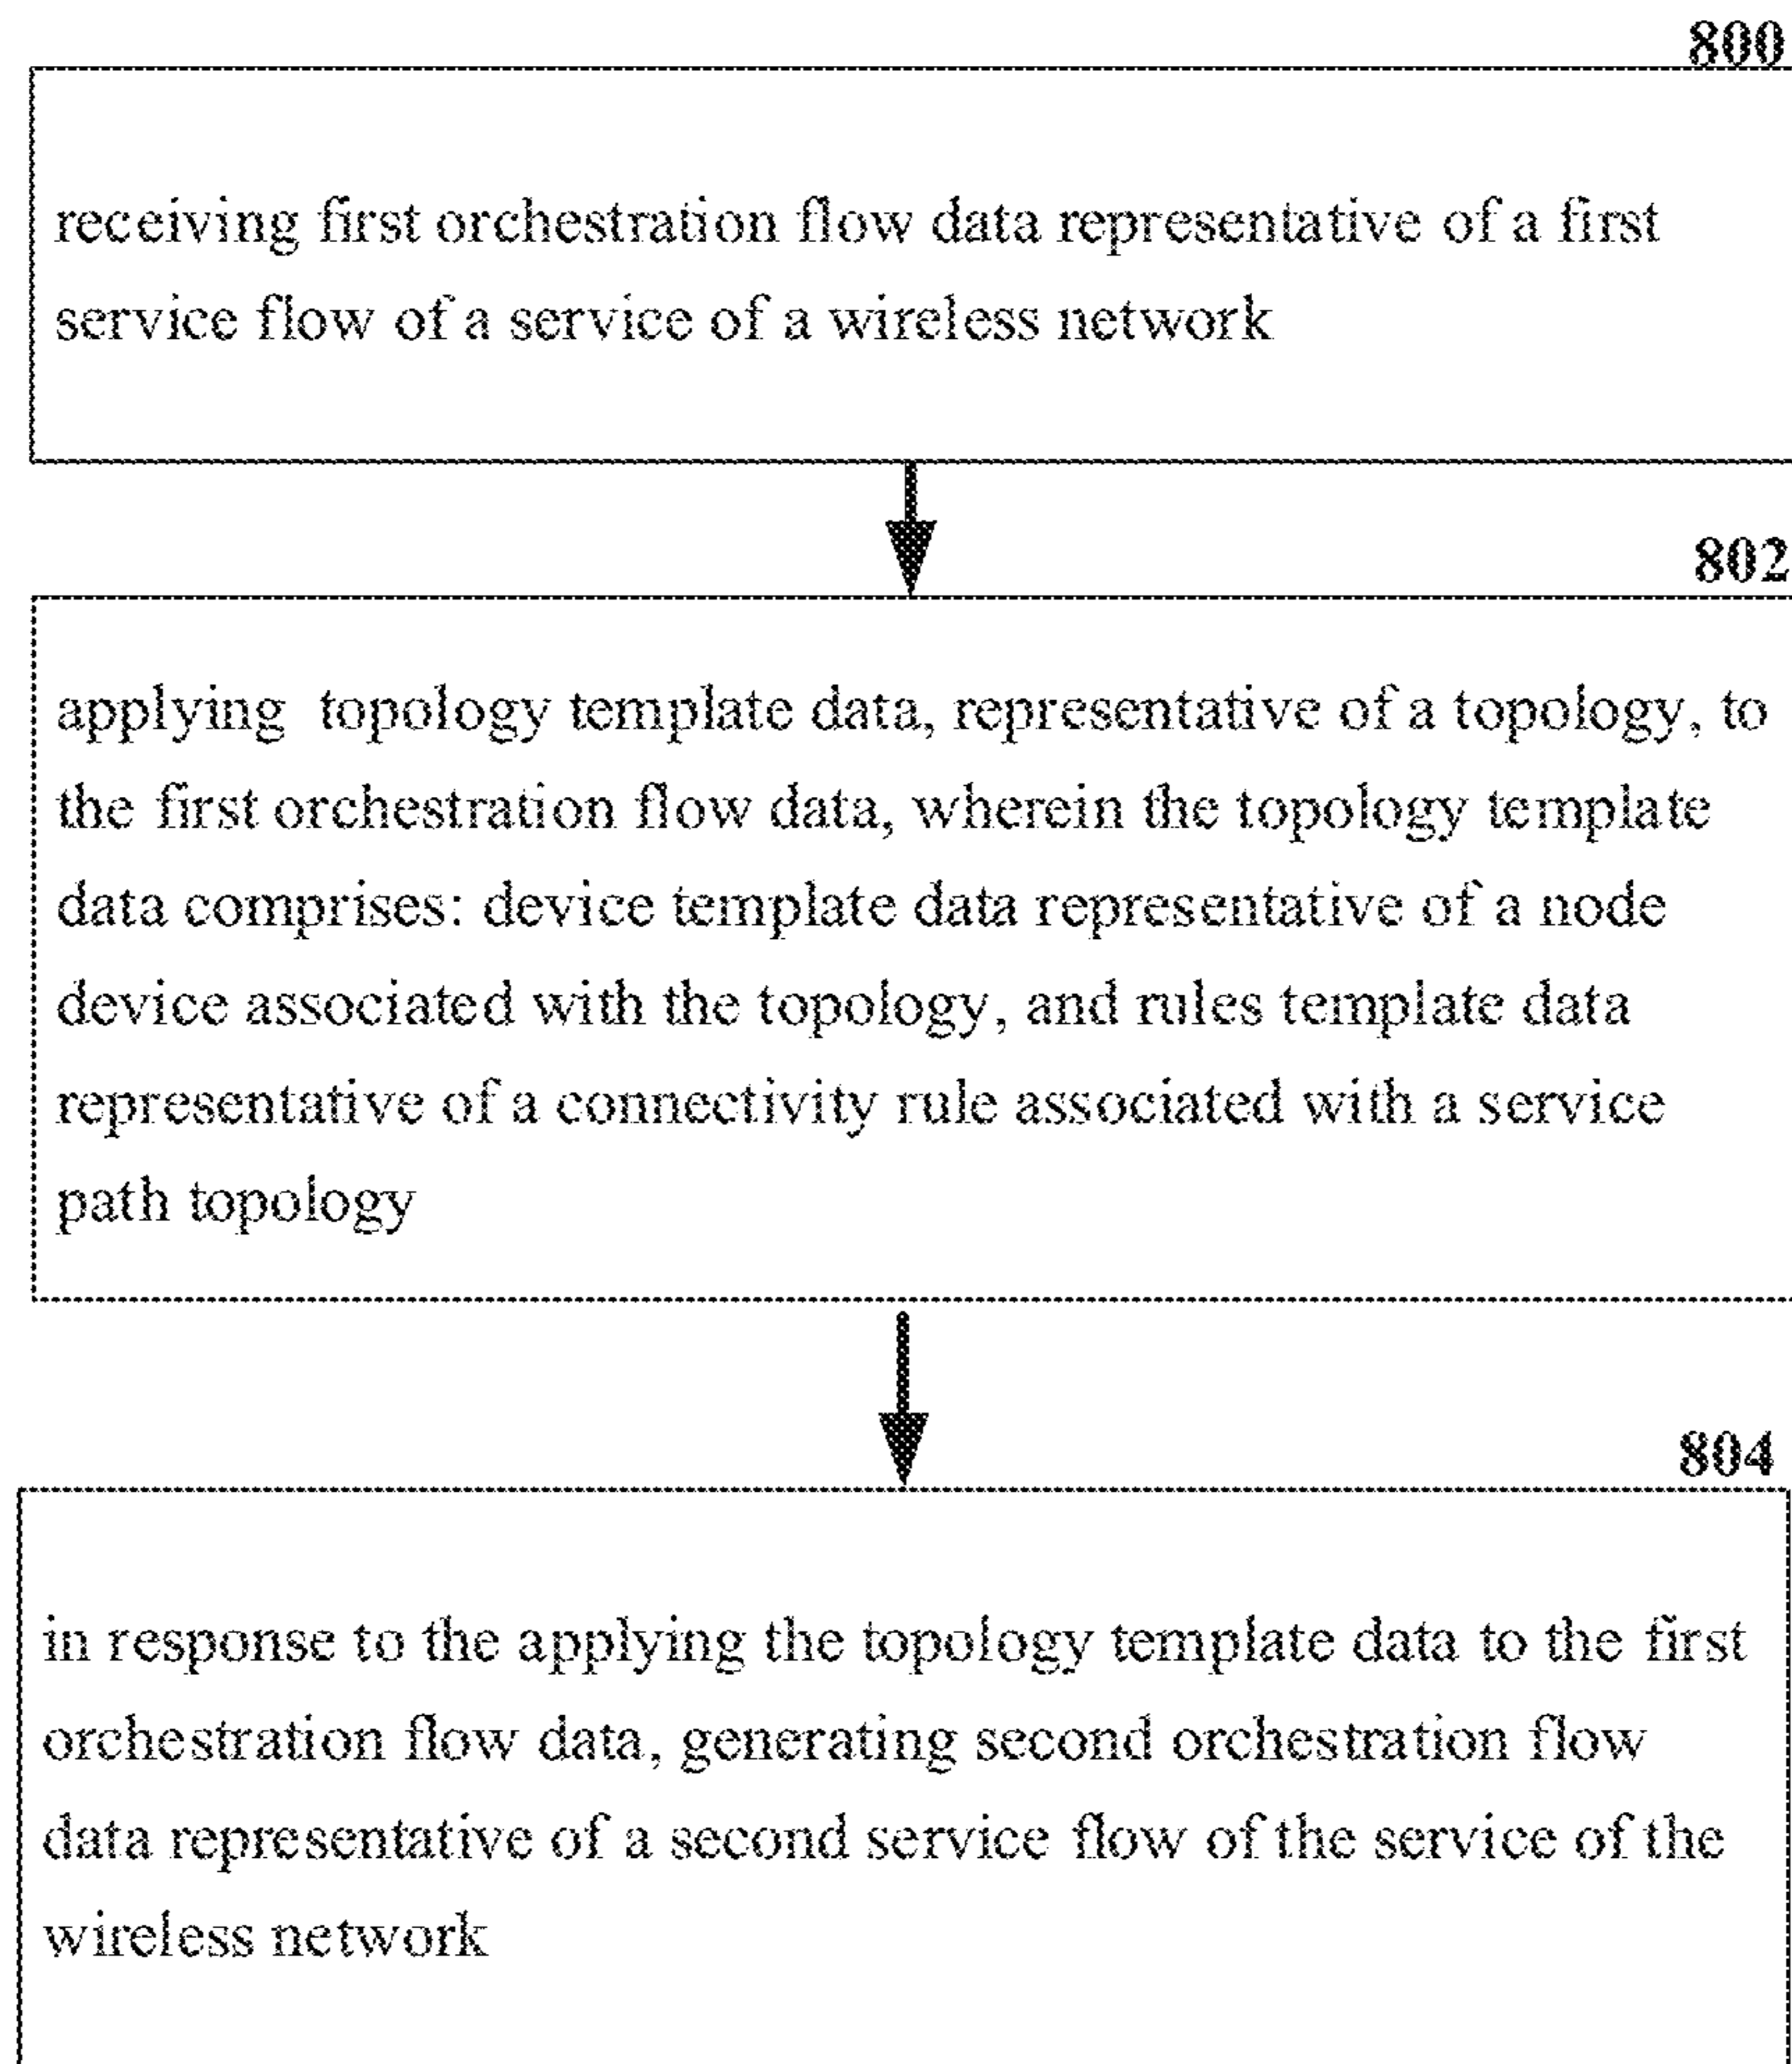 800
receiving first orchestration flow data representative of a first
service flow of a service of a wireless network
802
applying topology template data, representative of a topology, to
the first orchestration flow data, wherein the topology template
data comprises: device template data representative of a node
device associated with the topology, and rules template data
representative of a connectivity rule associated with a service
path topology
804
in response to the applying the topology template data to the first
orchestration flow data, generating second orchestration flow
data representative of a second service flow of the service of the
wireless network